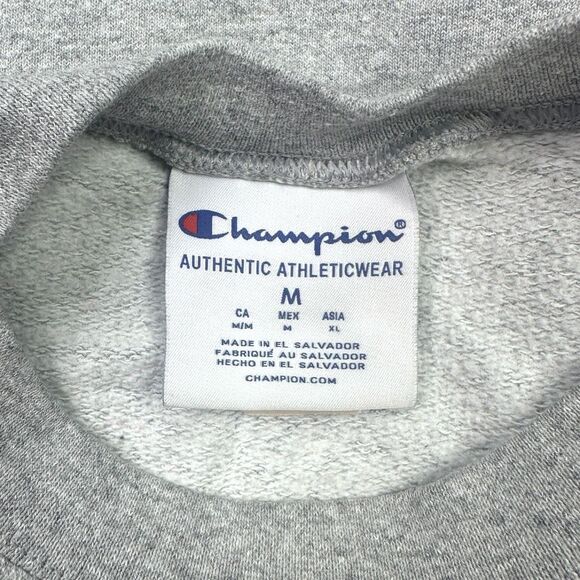 Champion®
AUTHENTIC ATHLETICWEAR
M
CA MEX ASIA
M/M M XL
MADE IN EL SALVADOR
FABRIQUÉ AU SALVADOR
HECHO EN EL SALVADOR
CHAMPION.COM